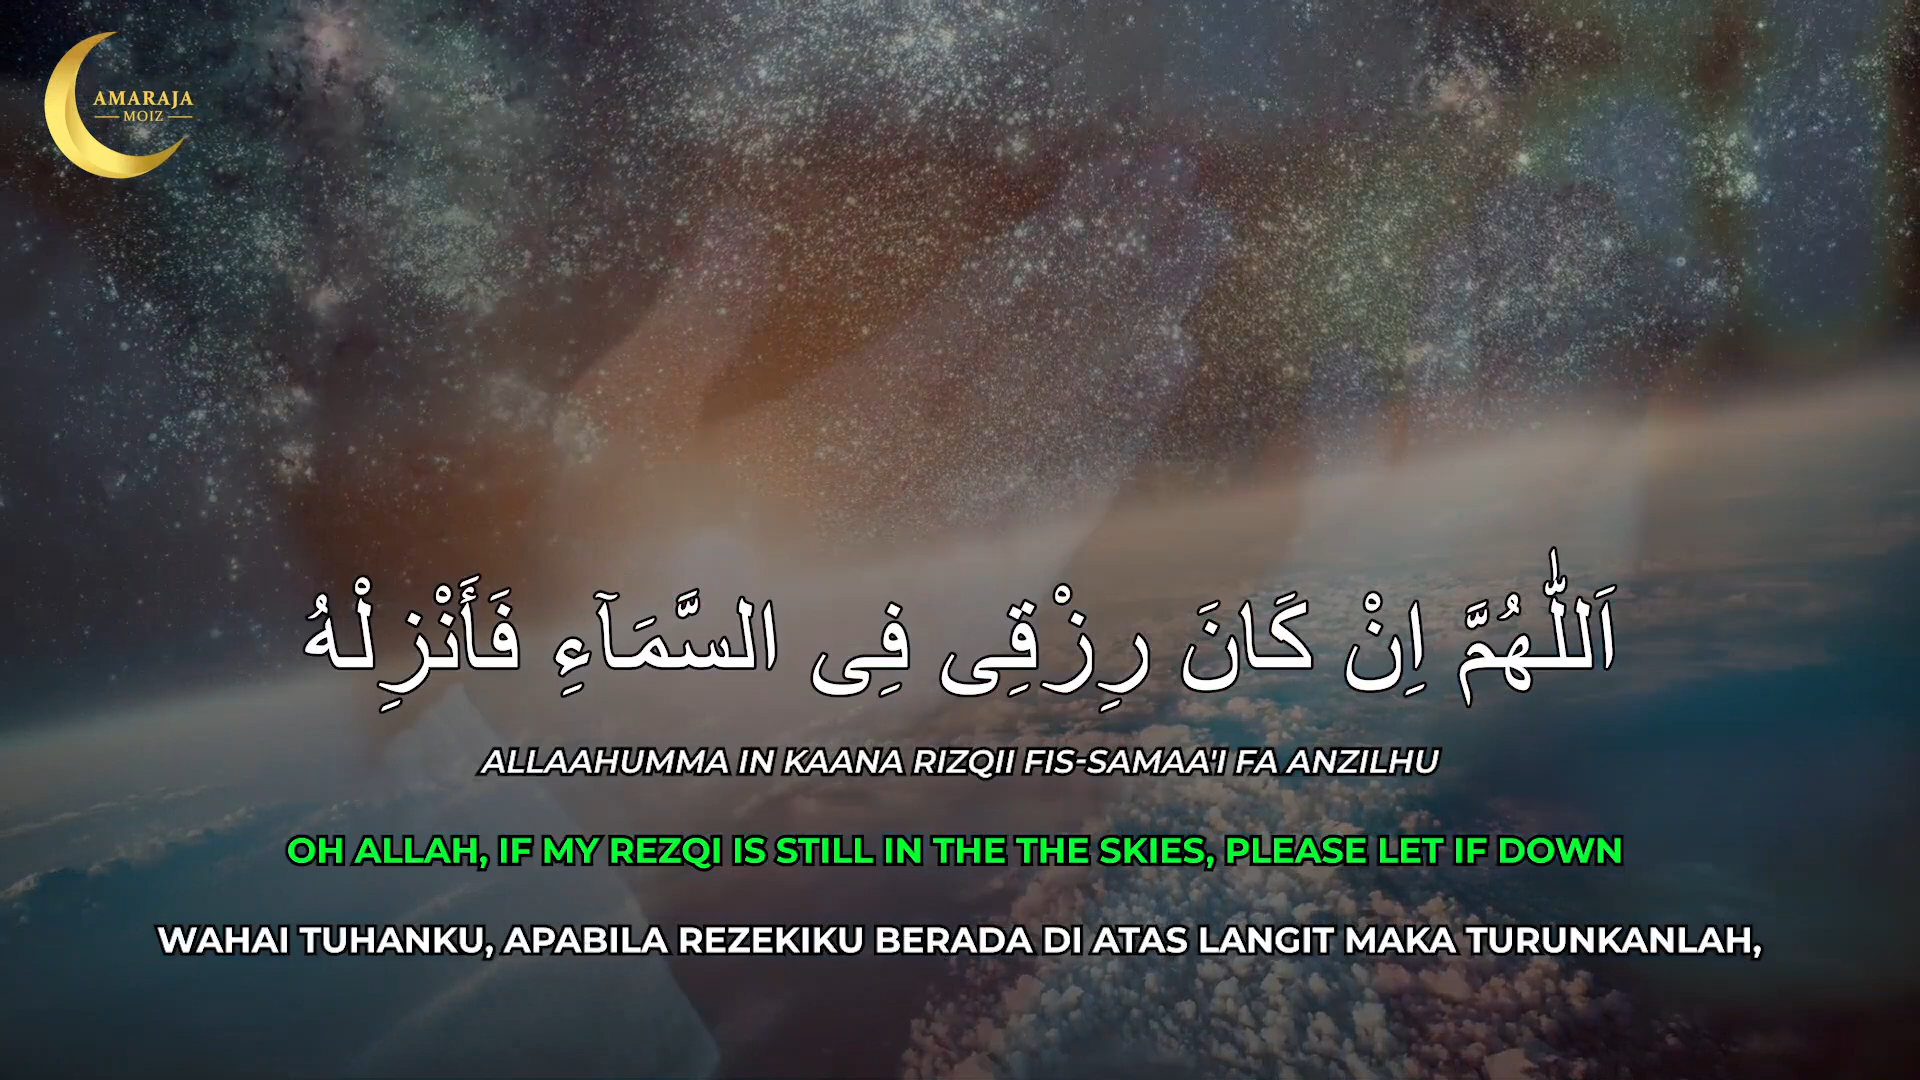 AMARAJA
MOIZ
اَللّٰهُمَّ اِنْ كَانَ رِزْقِى فِى السَّمَآءِ فَأَنْزِلْهُ
ALLAAHUMMA IN KAANA RIZQII FIS-SAMAA'I FA ANZILHU
OH ALLAH, IF MY REZQI IS STILL IN THE THE SKIES, PLEASE LET IF DOWN
WAHAI TUHANKU, APABILA REZEKIKU BERADA DI ATAS LANGIT MAKA TURUNKANLAH,